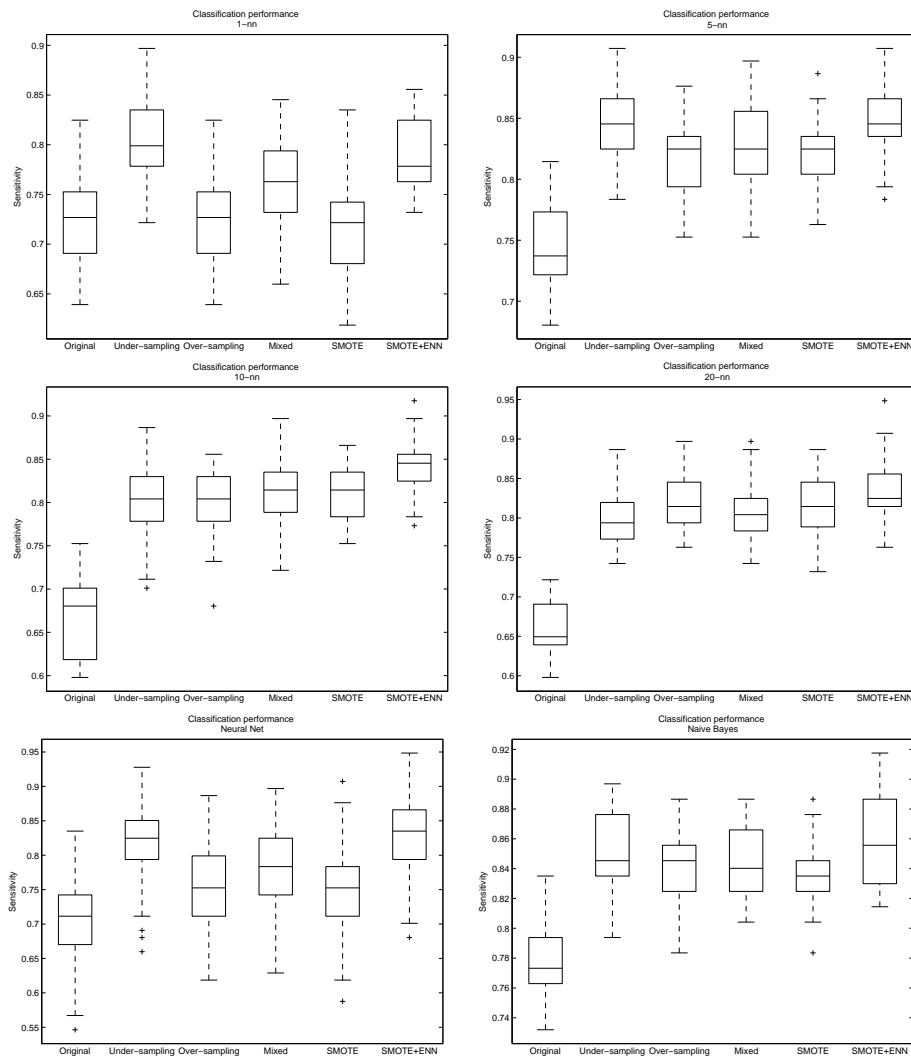 Classification performance
1−nn
0.9
0.85
0.8
0.75
0.7
0.65
Sensitivity
Original Under−sampling Over−sampling Mixed SMOTE SMOTE+ENN
Classification performance
5−nn
0.9
0.85
0.8
0.75
0.7
Sensitivity
Original Under−sampling Over−sampling Mixed SMOTE SMOTE+ENN
Classification performance
10−nn
0.9
0.85
0.8
0.75
0.7
0.65
0.6
Sensitivity
Original Under−sampling Over−sampling Mixed SMOTE SMOTE+ENN
Classification performance
20−nn
0.95
0.9
0.85
0.8
0.75
0.7
0.65
0.6
Sensitivity
Original Under−sampling Over−sampling Mixed SMOTE SMOTE+ENN
Classification performance
Neural Net
0.95
0.9
0.85
0.8
0.75
0.7
0.65
0.6
0.55
Sensitivity
Original Under−sampling Over−sampling Mixed SMOTE SMOTE+ENN
Classification performance
Naive Bayes
0.92
0.9
0.88
0.86
0.84
0.82
0.8
0.78
0.76
0.74
Sensitivity
Original Under−sampling Over−sampling Mixed SMOTE SMOTE+ENN